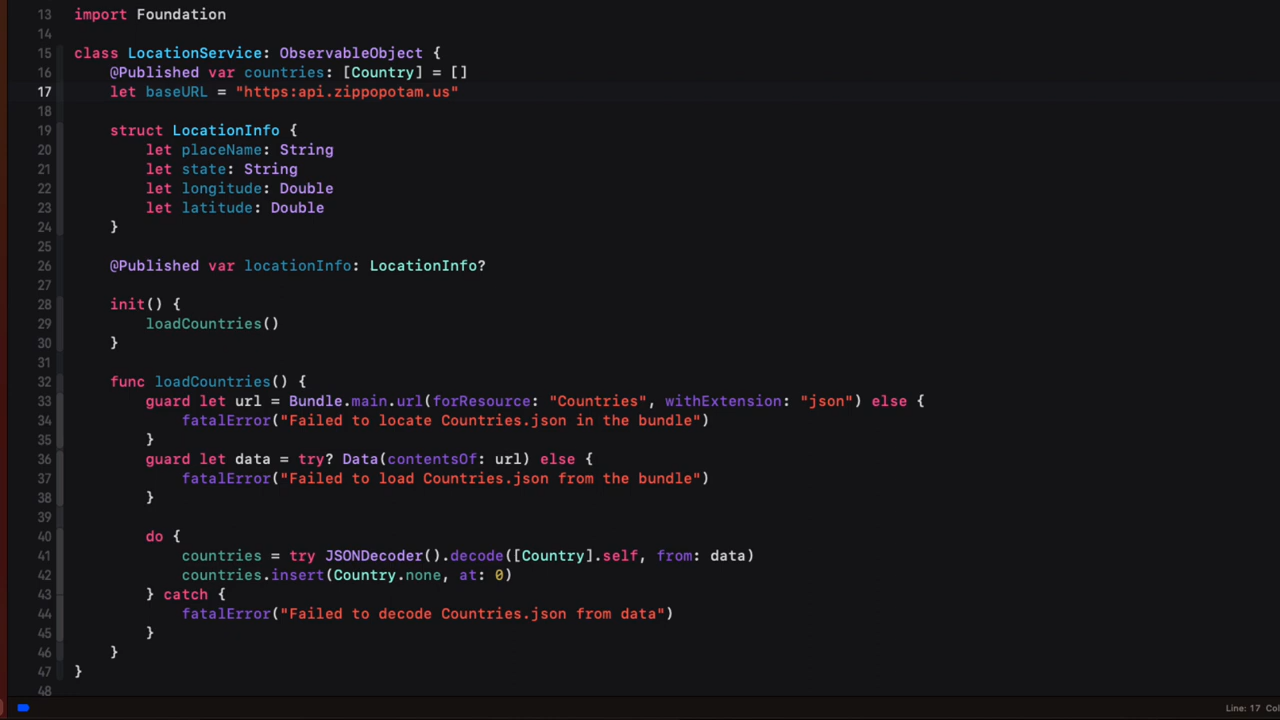 13 import Foundation
14
15 class LocationService: ObservableObject {
16 @Published var countries: [Country] = []
17 let baseURL = "https:api.zippopotam.us"
18
19 struct LocationInfo {
20 let placeName: String
21 let state: String
22 let longitude: Double
23 let latitude: Double
24 }
25
26 @Published var locationInfo: LocationInfo?
27
28 init() {
29 loadCountries()
30 }
31
32 func loadCountries() {
33 guard let url = Bundle.main.url(forResource: "Countries", withExtension: "json") else {
34 fatalError("Failed to locate Countries.json in the bundle")
35 }
36 guard let data = try? Data(contentsOf: url) else {
37 fatalError("Failed to load Countries.json from the bundle")
38 }
39
40 do {
41 countries = try JSONDecoder().decode([Country].self, from: data)
42 countries.insert(Country.none, at: 0)
43 } catch {
44 fatalError("Failed to decode Countries.json from data")
45 }
46 }
47 }
48
Line: 17 Co